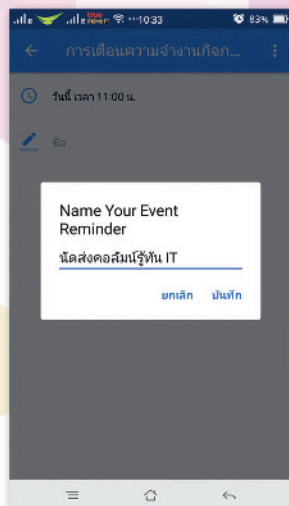 true
10:33 83%
การเตือนความจำงานกิจก...
วันนี้ เวลา 11:00 น.
ชื่อ
Name Your Event
Reminder
นัดส่งคอลัมน์รู้ทัน IT
ยกเลิก บันทึก